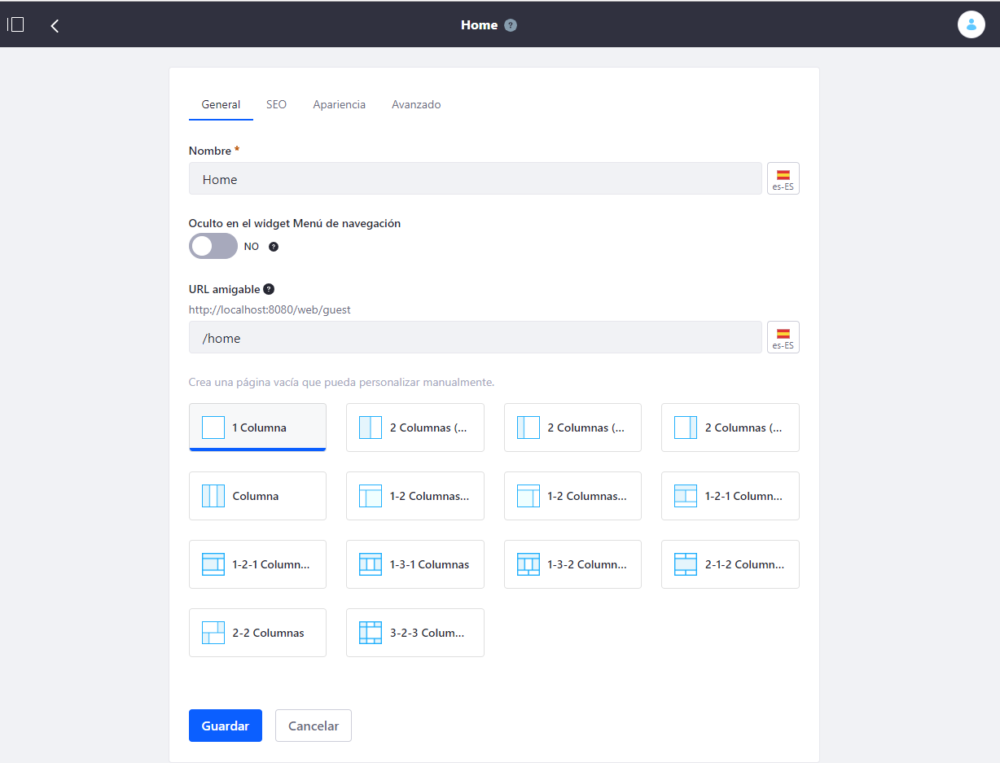 Home ?
General SEO Apariencia Avanzado
Nombre *
Home
es-ES
Oculto en el widget Menú de navegación
NO ?
URL amigable ?
http://localhost:8080/web/guest
/home
es-ES
Crea una página vacía que pueda personalizar manualmente.
1 Columna 2 Columnas (... 2 Columnas (... 2 Columnas (...
Columna 1-2 Columnas... 1-2 Columnas... 1-2-1 Column...
1-2-1 Column... 1-3-1 Columnas 1-3-2 Column... 2-1-2 Column...
2-2 Columnas 3-2-3 Colum...
Guardar Cancelar